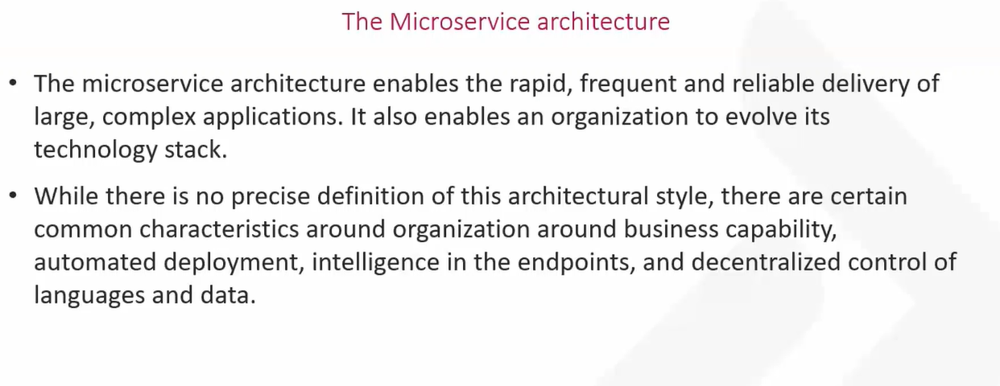 The Microservice architecture
• The microservice architecture enables the rapid, frequent and reliable delivery of
large, complex applications. It also enables an organization to evolve its
technology stack.
• While there is no precise definition of this architectural style, there are certain
common characteristics around organization around business capability,
automated deployment, intelligence in the endpoints, and decentralized control of
languages and data.